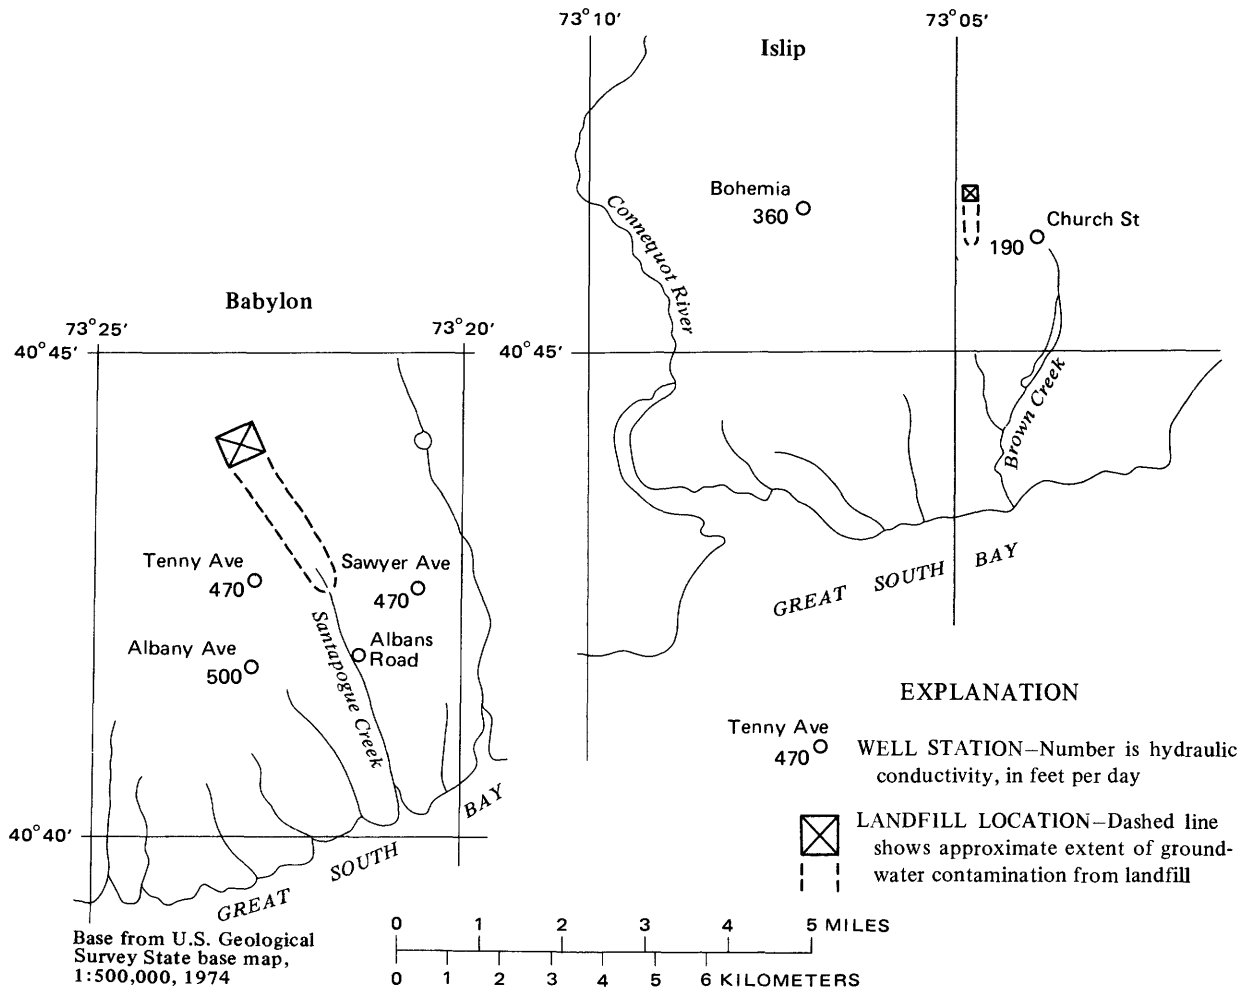 73°10'
73°05'
Islip
Bohemia
360
Church St
190
Connequot River
Babylon
73°25'
73°20'
40°45'
40°45'
Brown Creek
Tenny Ave
470
Sawyer Ave
470
GREAT SOUTH BAY
Albany Ave
500
Albans
Road
Santapogue Creek
EXPLANATION
Tenny Ave
470
WELL STATION—Number is hydraulic
conductivity, in feet per day
LANDFILL LOCATION—Dashed line
shows approximate extent of ground-
water contamination from landfill
40°40'
GREAT SOUTH BAY
Base from U.S. Geological
Survey State base map,
1:500,000, 1974
0 1 2 3 4 5 MILES
0 1 2 3 4 5 6 KILOMETERS